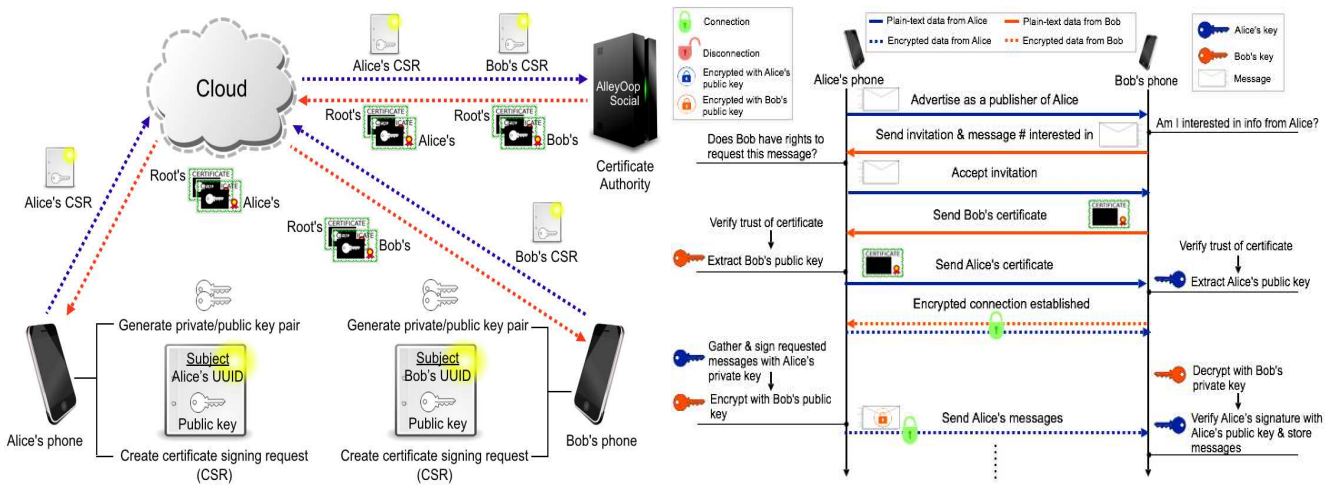 Cloud
Alice's CSR
Bob's CSR
AlleyOop
Social
Root's
CERTIFICATE
Alice's
Root's
CERTIFICATE
Bob's
Certificate
Authority
Alice's CSR
Root's
CERTIFICATE
Alice's
Root's
CERTIFICATE
Bob's
Bob's CSR
Generate private/public key pair
Subject
Alice's UUID
Public key
Create certificate signing request
(CSR)
Alice's phone
Generate private/public key pair
Subject
Bob's UUID
Public key
Create certificate signing request
(CSR)
Bob's phone
Connection
Disconnection
Encrypted with Alice's
public key
Encrypted with Bob's
public key
Plain-text data from Alice
Plain-text data from Bob
Encrypted data from Alice
Encrypted data from Bob
Alice's key
Bob's key
Message
Alice's phone
Bob's phone
Advertise as a publisher of Alice
Am I interested in info from Alice?
Send invitation & message # interested in
Does Bob have rights to
request this message?
Accept invitation
Send Bob's certificate
CERTIFICATE
Verify trust of certificate
Extract Bob's public key
CERTIFICATE
Send Alice's certificate
Verify trust of certificate
Extract Alice's public key
Encrypted connection established
Gather & sign requested
messages with Alice's
private key
Encrypt with Bob's public
key
Send Alice's messages
Decrypt with Bob's
private key
Verify Alice's signature with
Alice's public key & store
messages